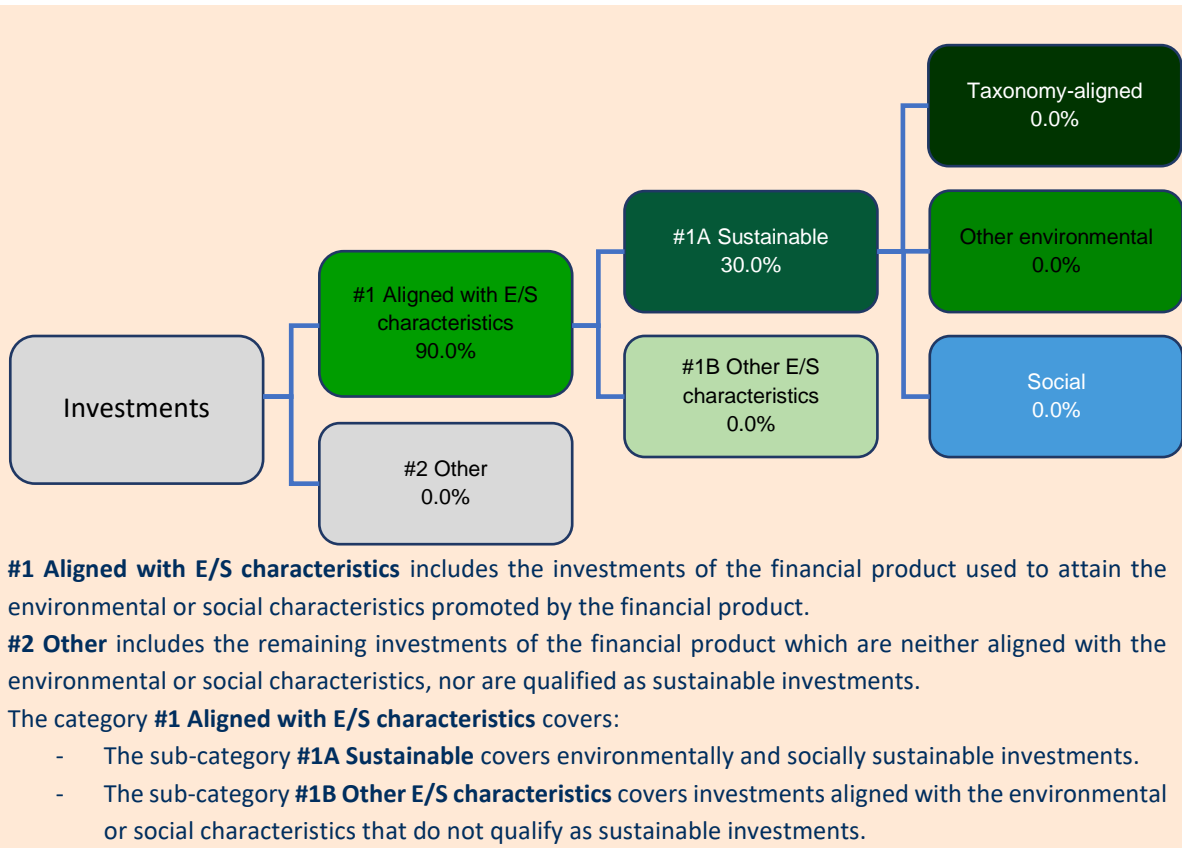 Taxonomy-aligned
0.0%
#1A Sustainable
30.0%
Other environmental
0.0%
#1 Aligned with E/S
characteristics
90.0%
#1B Other E/S
characteristics
0.0%
Social
0.0%
Investments
#2 Other
0.0%
#1 Aligned with E/S characteristics includes the investments of the financial product used to attain the
environmental or social characteristics promoted by the financial product.
#2 Other includes the remaining investments of the financial product which are neither aligned with the
environmental or social characteristics, nor are qualified as sustainable investments.
The category #1 Aligned with E/S characteristics covers:
- The sub-category #1A Sustainable covers environmentally and socially sustainable investments.
- The sub-category #1B Other E/S characteristics covers investments aligned with the environmental
or social characteristics that do not qualify as sustainable investments.